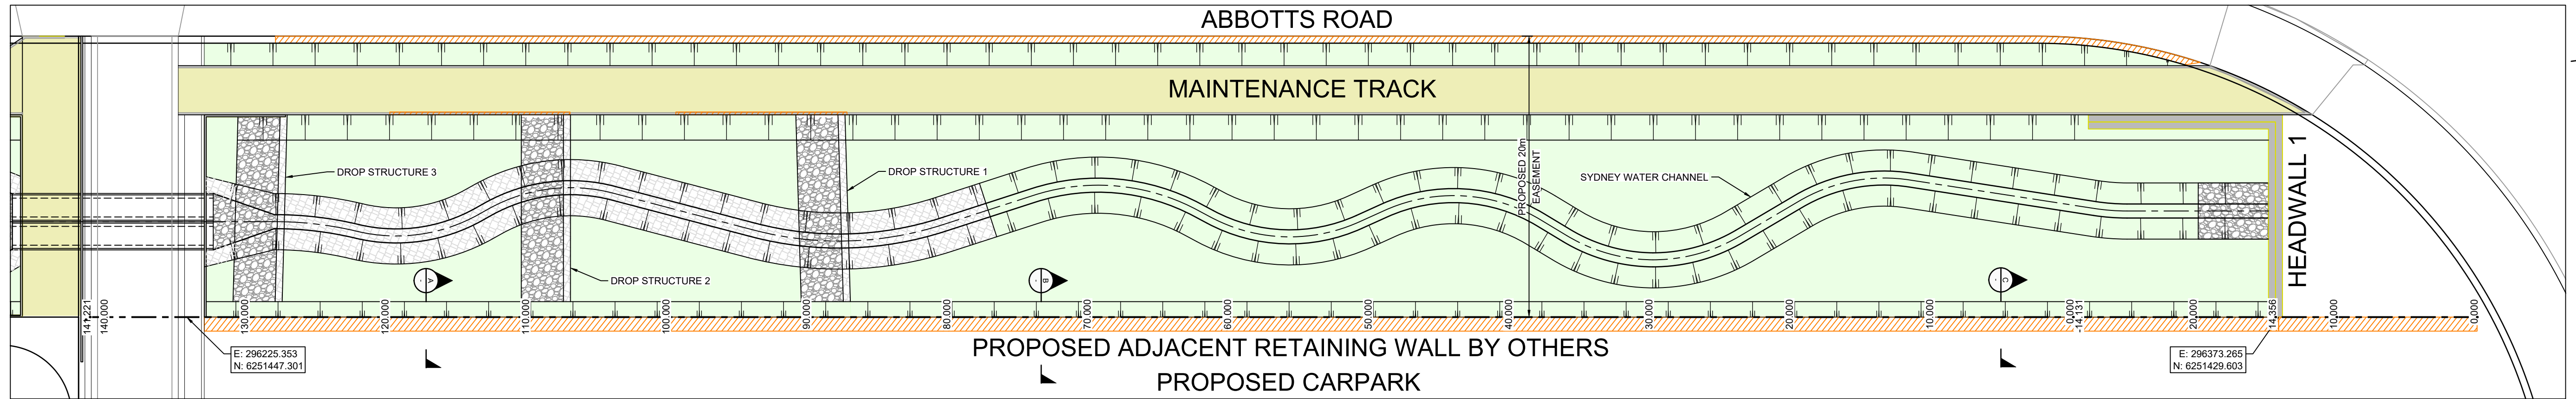 ABBOTTS ROAD
MAINTENANCE TRACK
DROP STRUCTURE 3
DROP STRUCTURE 1
DROP STRUCTURE 2
SYDNEY WATER CHANNEL
PROPOSED 20m
EASEMENT
HEADWALL 1
A
-
B
-
C
-
141.221
140.000
130.000
120.000
110.000
100.000
90.000
80.000
70.000
60.000
50.000
40.000
30.000
20.000
10.000
0.000
-14.131
20.000
14.356
10.000
0.000
E: 296225.353
N: 6251447.301
E: 296373.265
N: 6251429.603
PROPOSED ADJACENT RETAINING WALL BY OTHERS
PROPOSED CARPARK